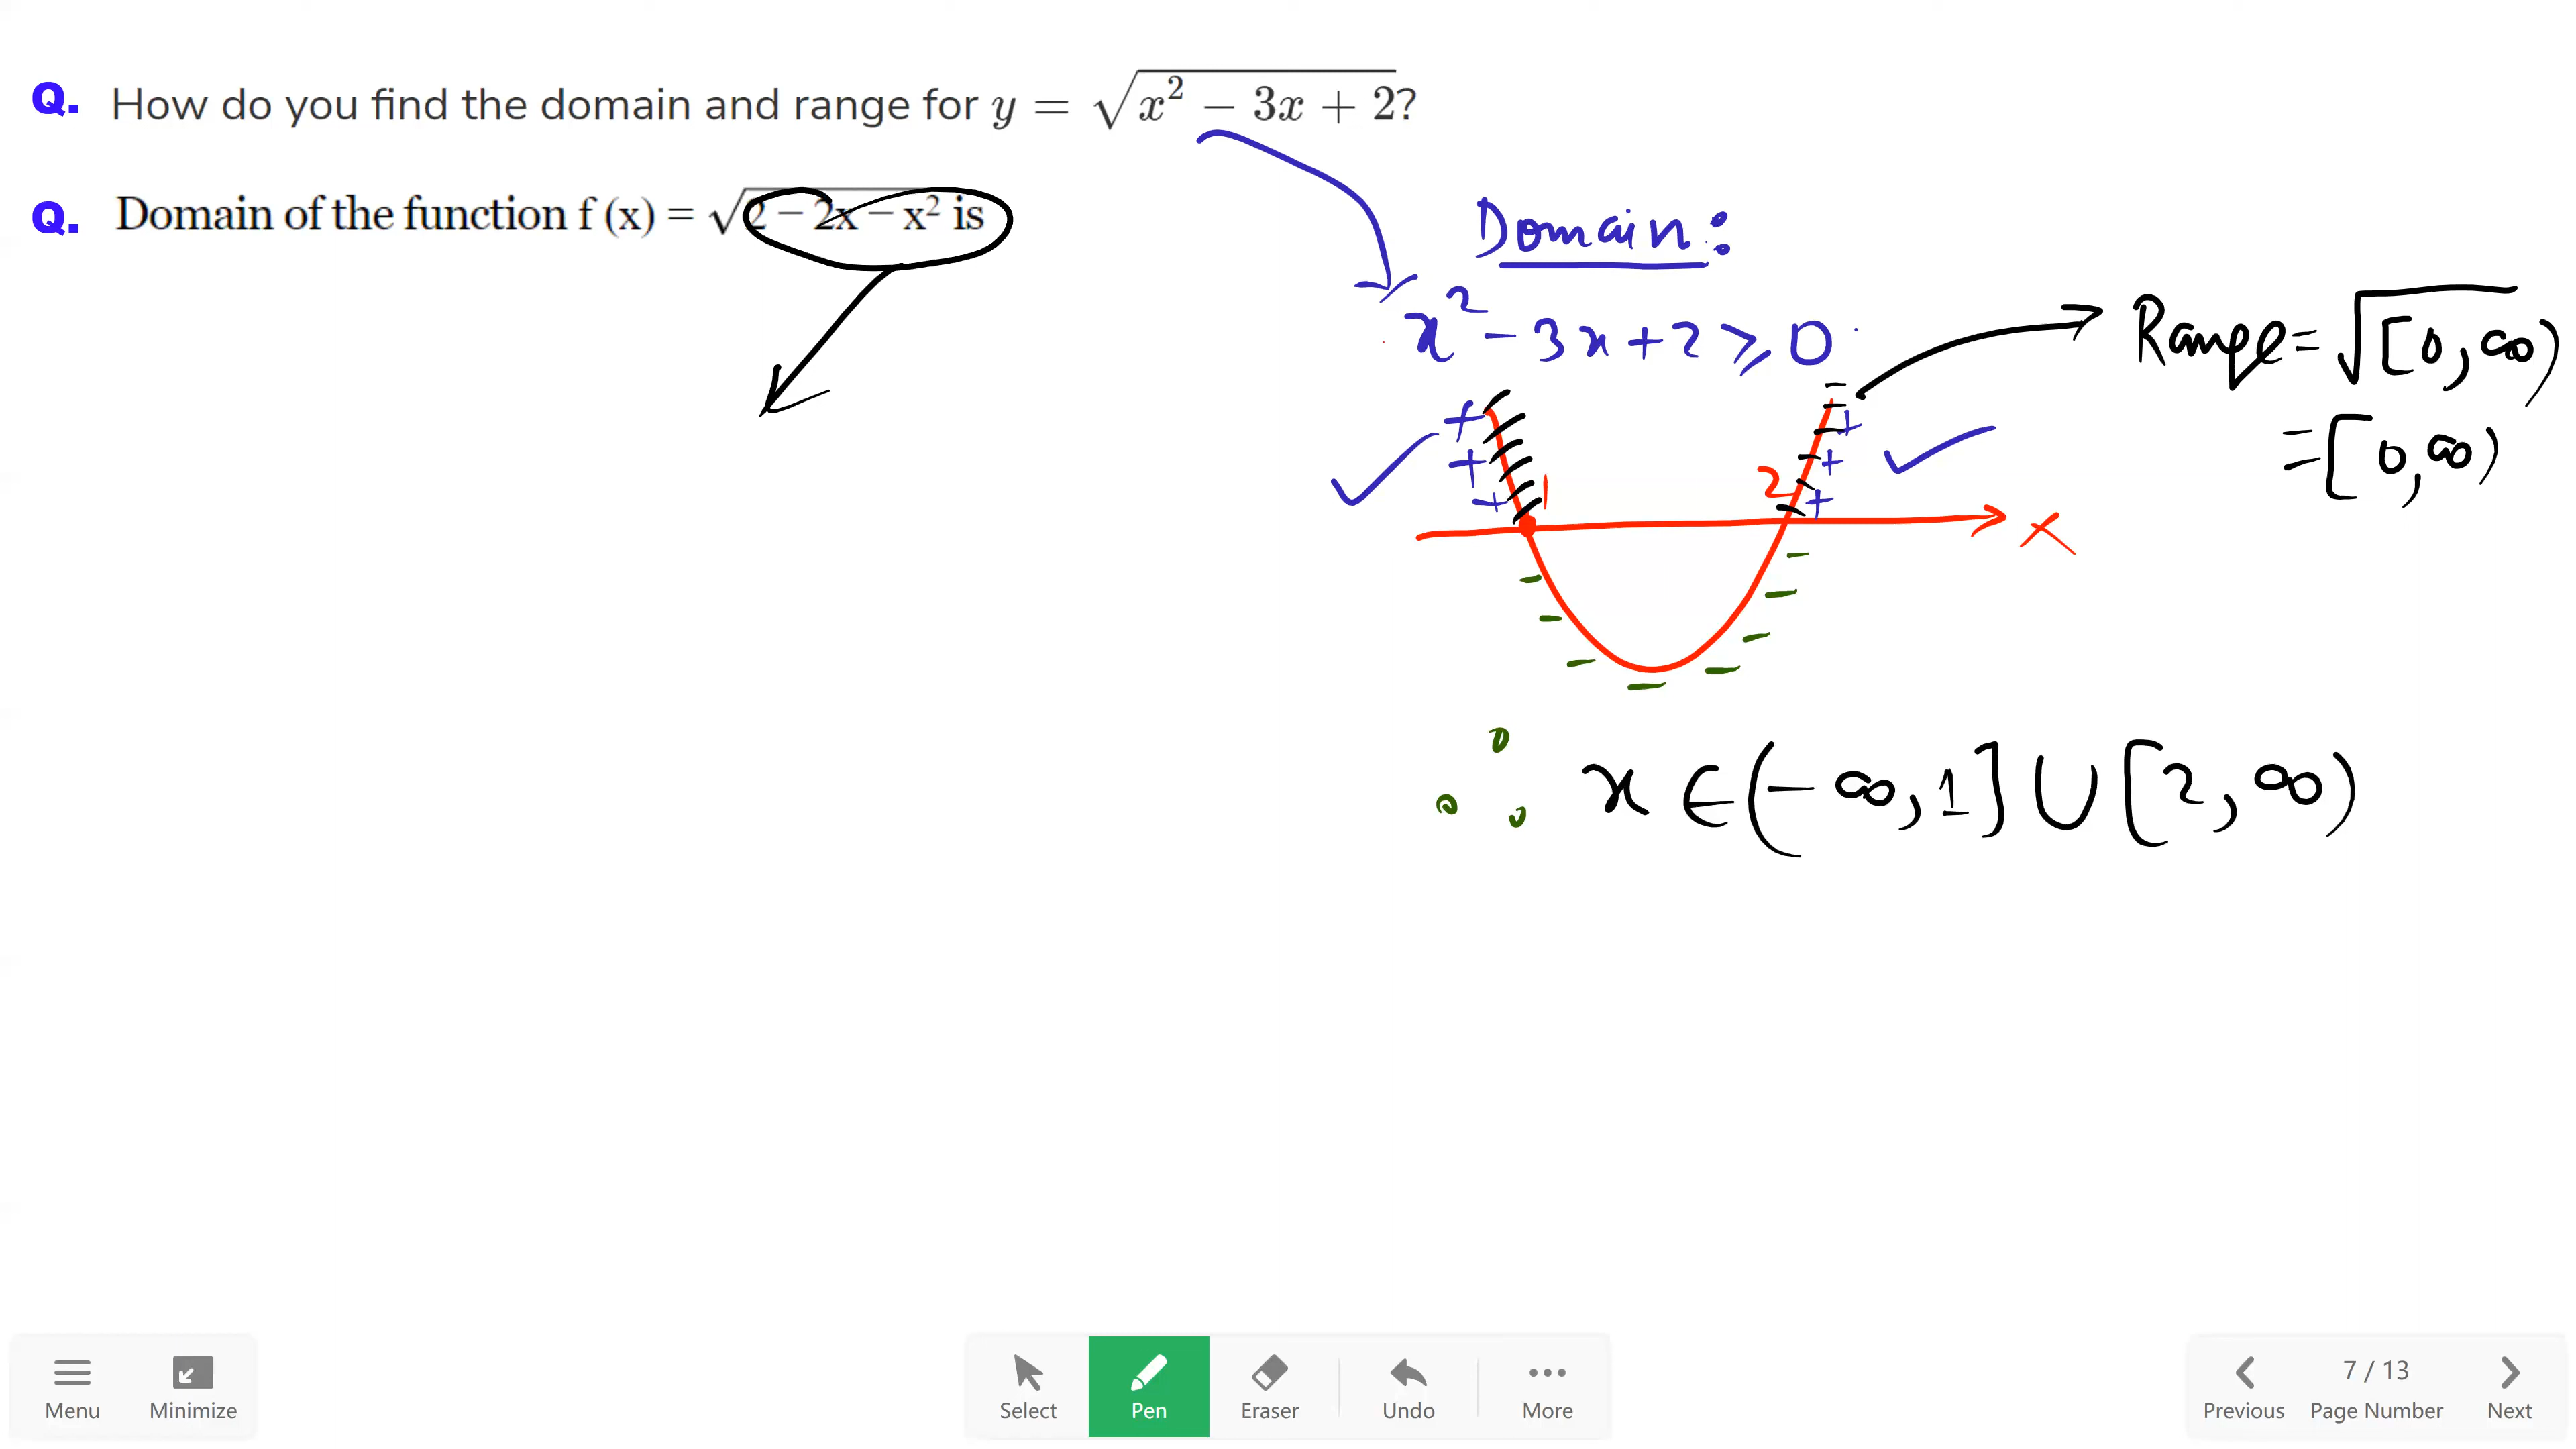 Q. How do you find the domain and range for y = √(x² − 3x + 2)?
Q. Domain of the function f (x) = √(2 − 2x − x²) is
Domain:
x² - 3x + 2 ≥ 0
Range = √[0, ∞)
= [0, ∞)
+ + + 1 2 + + +
x
- - - - - - - -
∴ x ∈ (-∞, 1] ∪ [2, ∞)
Menu Minimize Select Pen Eraser Undo More Previous 7 / 13 Page Number Next